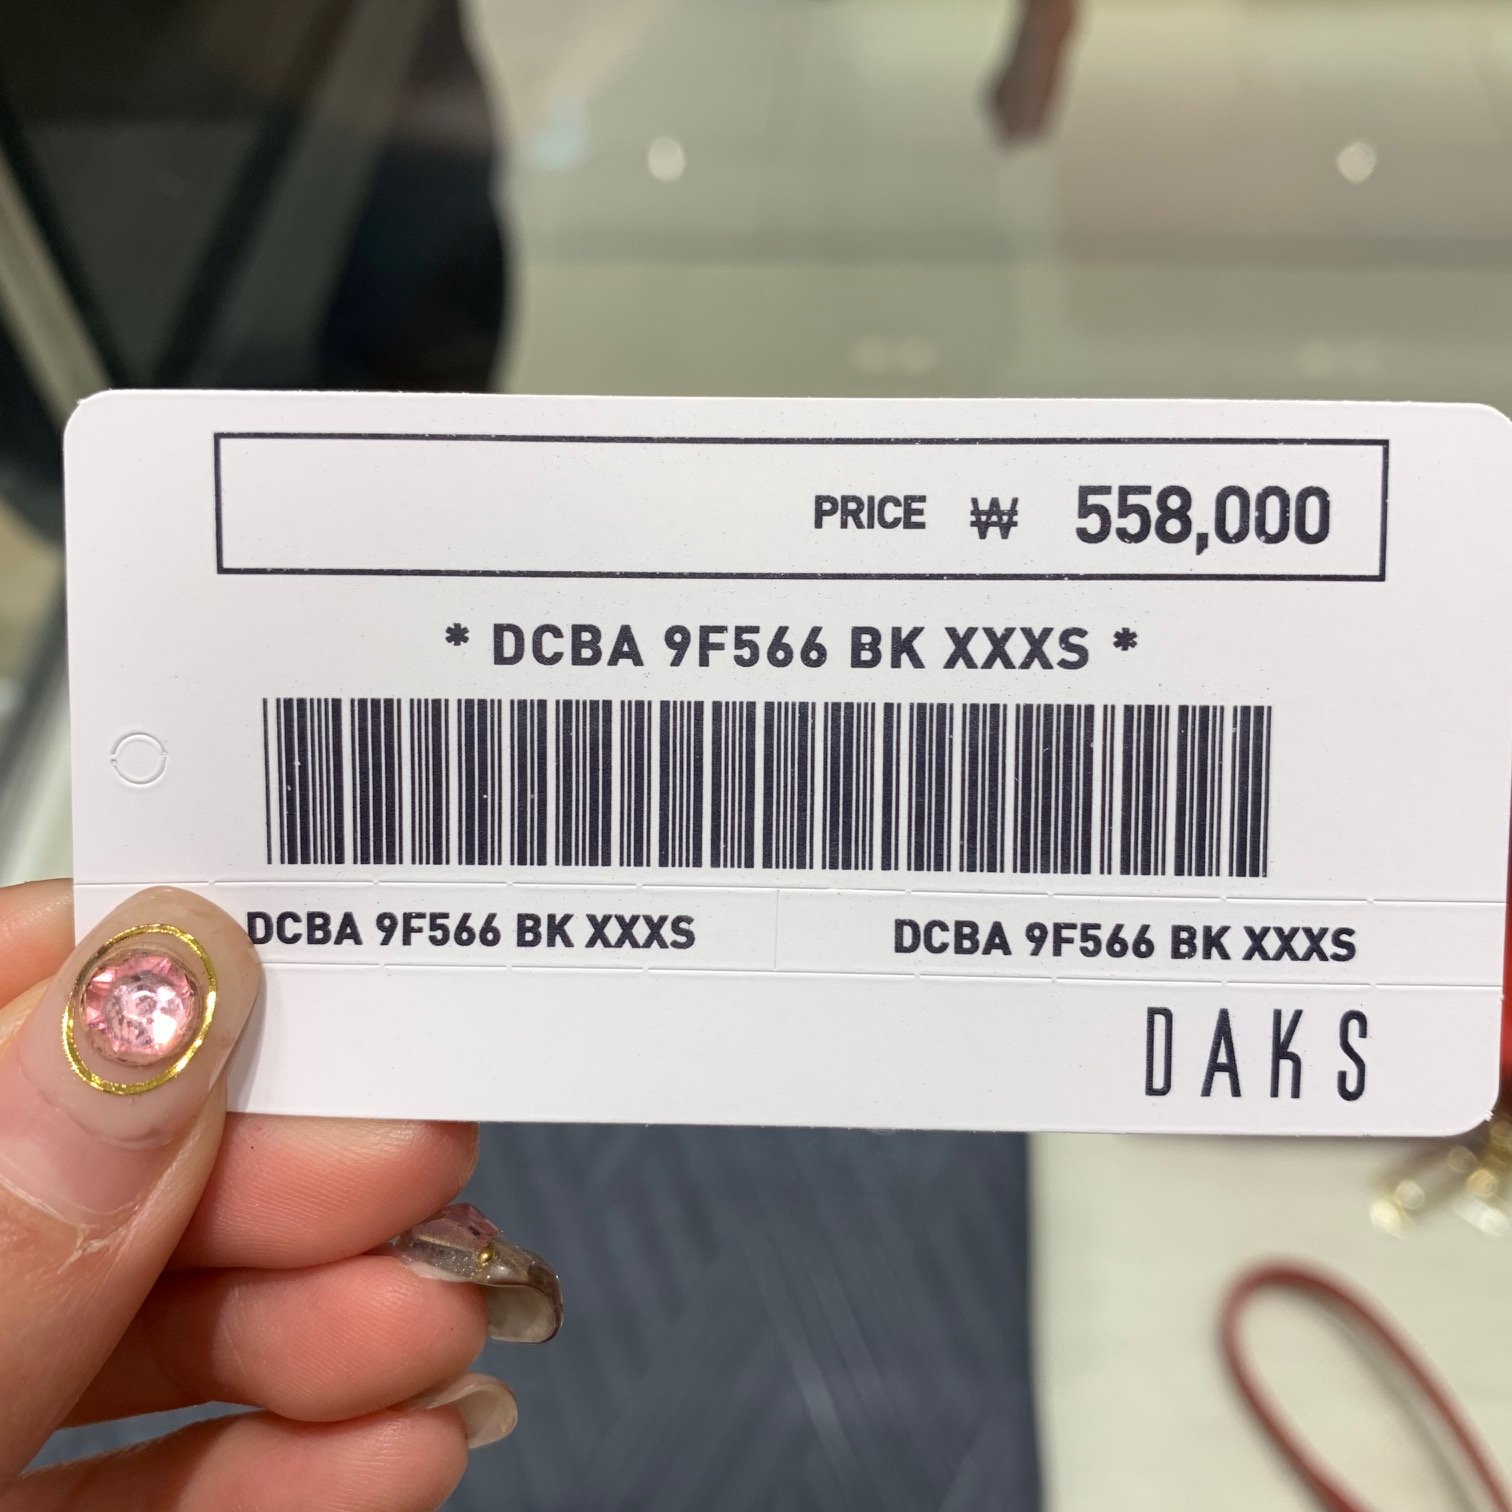 PRICE ₩ 558,000
* DCBA 9F566 BK XXXS *
DCBA 9F566 BK XXXS DCBA 9F566 BK XXXS
DAKS